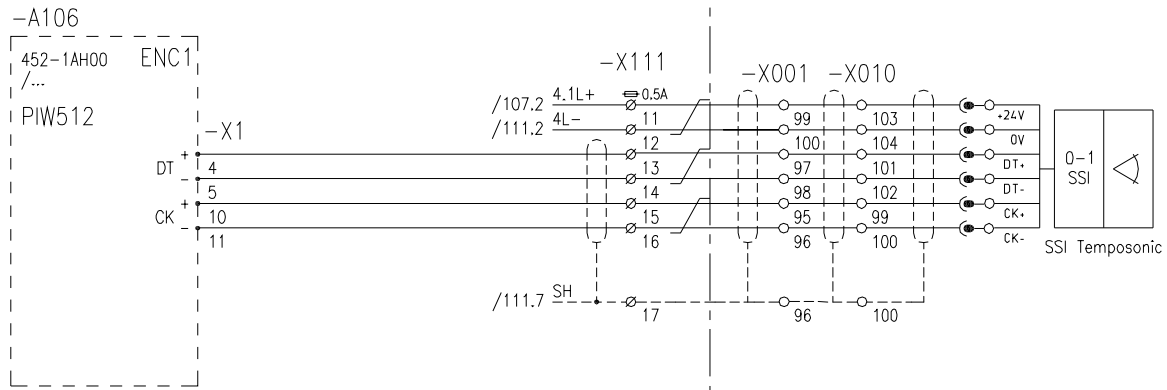 -A106
452-1AH00 ENC1
/...
PIW512
-X1
DT + 4
- 5
CK + 10
- 11
-X111 -X001 -X010
/107.2 4.1L+ 0.5A 11 99 103 +24V
/111.2 4L- 12 100 104 0V
13 97 101 DT+
14 98 102 DT-
15 95 99 CK+
16 96 100 CK-
0-1
SSI
SSI Temposonic
/111.7 SH 17 96 100